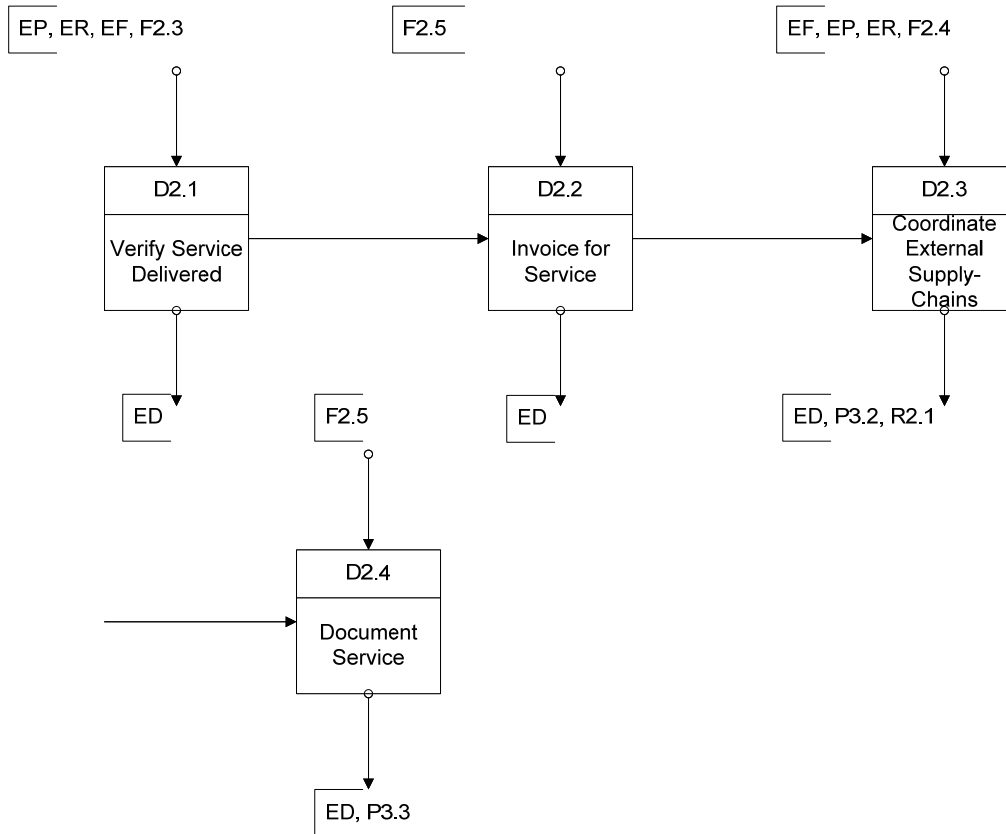 EP, ER, EF, F2.3
F2.5
EF, EP, ER, F2.4
D2.1
Verify Service
Delivered
D2.2
Invoice for
Service
D2.3
Coordinate
External
Supply-
Chains
ED
ED
ED, P3.2, R2.1
F2.5
D2.4
Document
Service
ED, P3.3